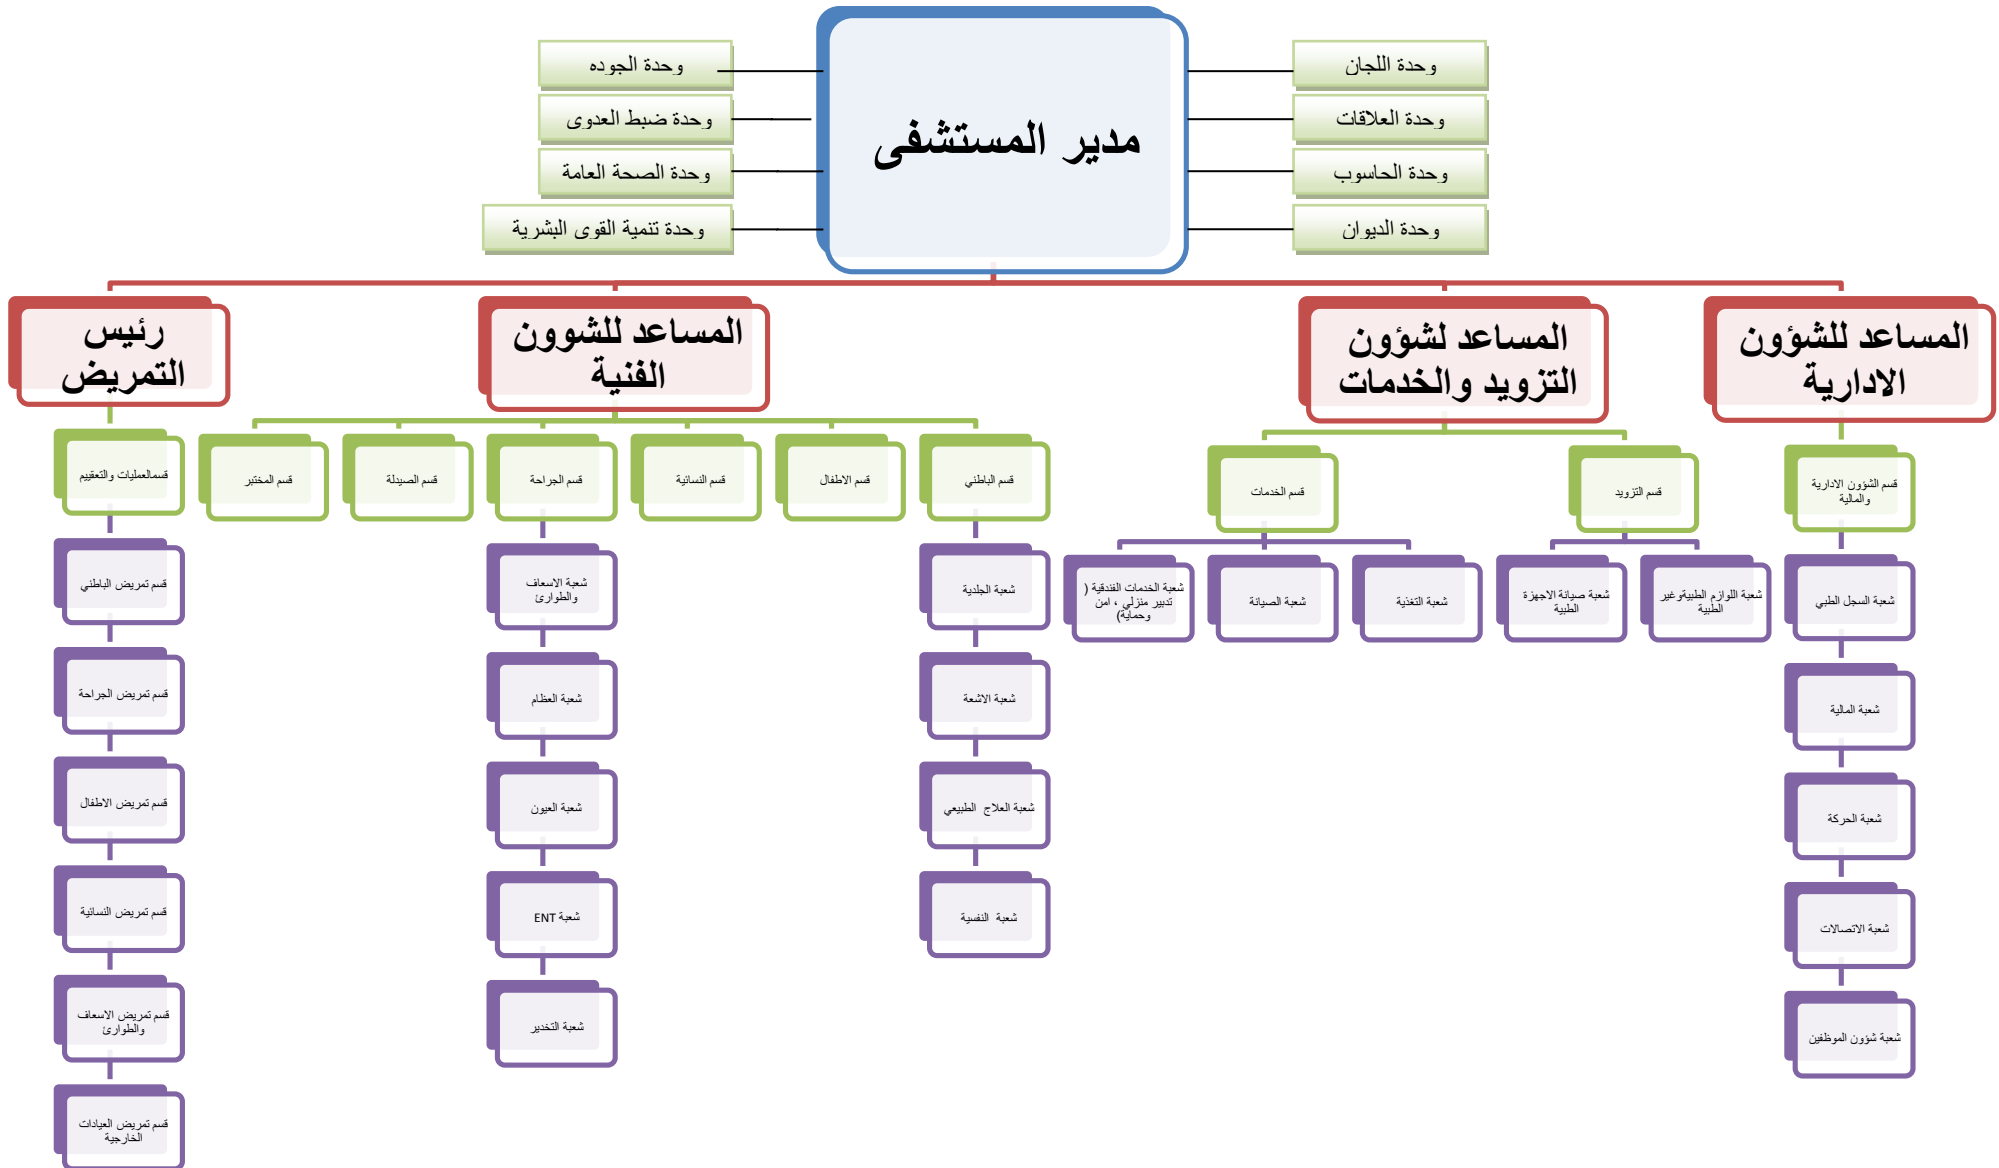 مدير المستشفى
وحدة اللجان
وحدة العلاقات
وحدة الحاسوب
وحدة الديوان
وحدة الجوده
وحدة ضبط العدوى
وحدة الصحة العامة
وحدة تنمية القوى البشرية
المساعد للشؤون
الادارية
المساعد لشؤون
التزويد والخدمات
المساعد للشوون
الفنية
رئيس
التمريض
قسم الشؤون الادارية
والمالية
شعبة السجل الطبي
شعبة المالية
شعبة الحركة
شعبة الاتصالات
شعبة شؤون الموظفين
قسم التزويد
قسم الخدمات
شعبة اللوازم الطبيةوغير
الطبية
شعبة صيانة الاجهزة
الطبية
شعبة التغذية
شعبة الصيانة
شعبة الخدمات الفندقية (
تدبير منزلي ، امن
وحماية)
قسم الباطني
قسم الاطفال
قسم النسائية
قسم الجراحة
قسم الصيدلة
قسم المختبر
شعبة الجلدية
شعبة الاشعة
شعبة العلاج الطبيعي
شعبة النفسية
شعبة الاسعاف
والطوارئ
شعبة العظام
شعبة العيون
شعبة ENT
شعبة التخدير
قسمالعمليات والتعقييم
قسم تمريض الباطني
قسم تمريض الجراحة
قسم تمريض الاطفال
قسم تمريض النسائية
قسم تمريض الاسعاف
والطوارئ
قسم تمريض العيادات
الخارجية